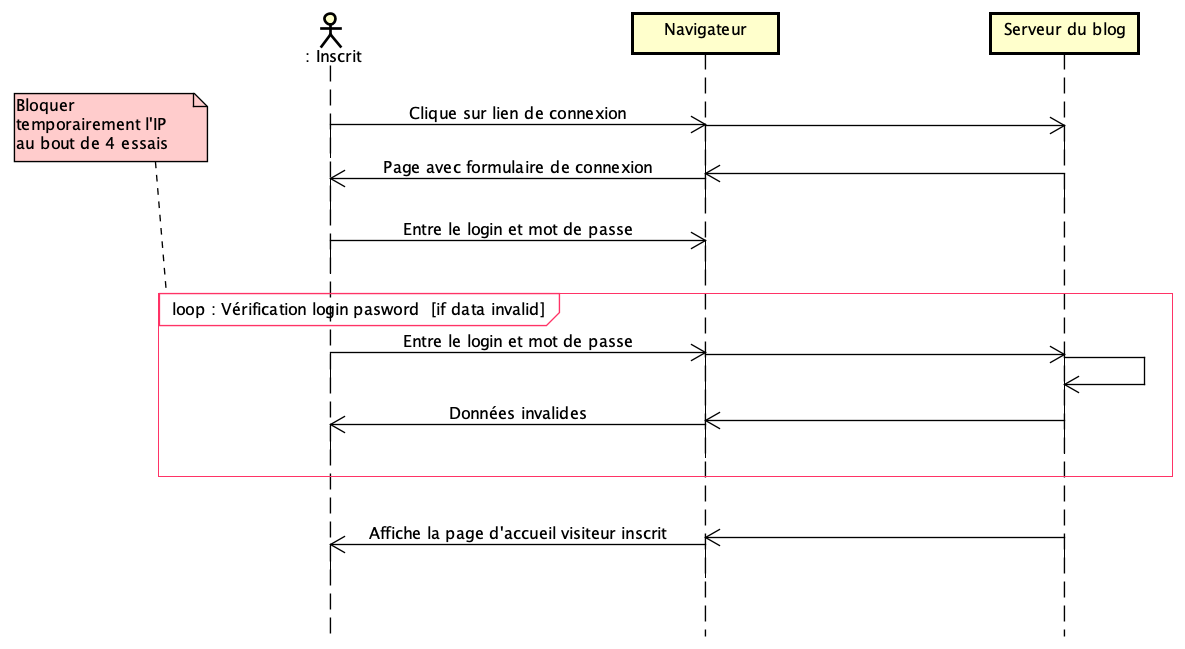 : Inscrit
Navigateur
Serveur du blog
Bloquer
temporairement l'IP
au bout de 4 essais
Clique sur lien de connexion
Page avec formulaire de connexion
Entre le login et mot de passe
loop : Vérification login pasword [if data invalid]
Entre le login et mot de passe
Données invalides
Affiche la page d'accueil visiteur inscrit